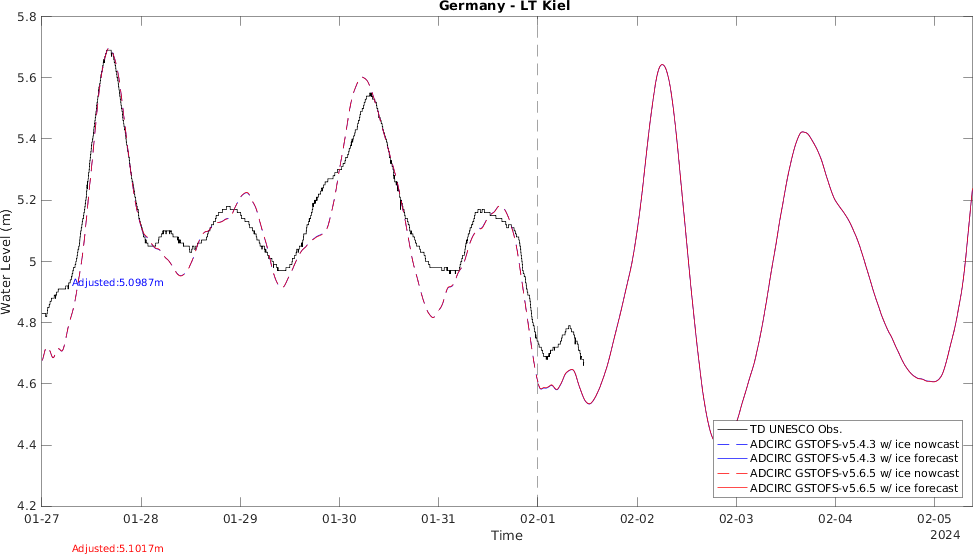 Germany - LT Kiel
5.8
5.6
5.4
5.2
5
4.8
4.6
4.4
4.2
Water Level (m)
Adjusted:5.0987m
TD UNESCO Obs.
ADCIRC GSTOFS-v5.4.3 w/ ice nowcast
ADCIRC GSTOFS-v5.4.3 w/ ice forecast
ADCIRC GSTOFS-v5.6.5 w/ ice nowcast
ADCIRC GSTOFS-v5.6.5 w/ ice forecast
01-27 01-28 01-29 01-30 01-31 02-01 02-02 02-03 02-04 02-05
2024
Time
Adjusted:5.1017m